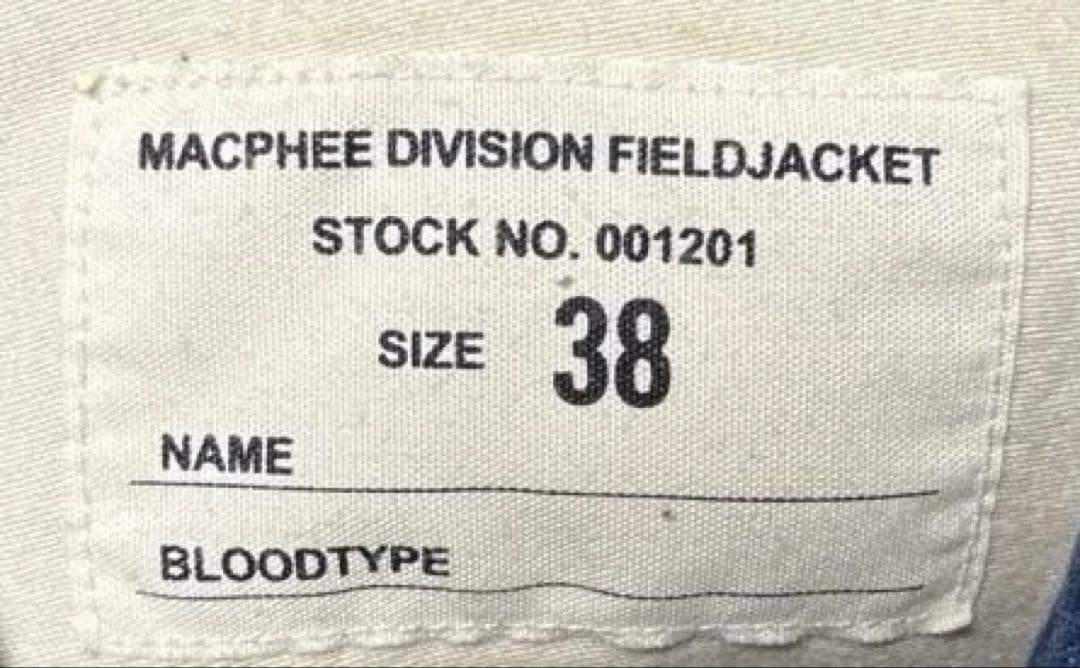 MACPHEE DIVISION FIELDJACKET
STOCK NO. 001201
SIZE 38
NAME
BLOODTYPE